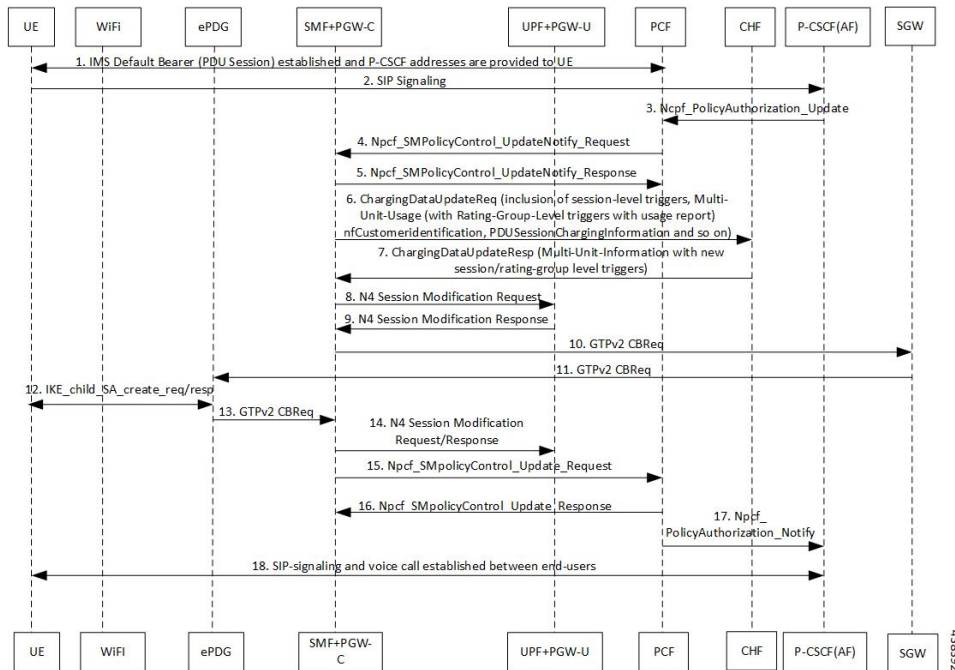 UE
WiFi
ePDG
SMF+PGW-C
UPF+PGW-U
PCF
CHF
P-CSCF(AF)
SGW
1. IMS Default Bearer (PDU Session) established and P-CSCF addresses are provided to UE
2. SIP Signaling
3. Ncpf_PolicyAuthorization_Update
4. Npcf_SMPolicyControl_UpdateNotify_Request
5. Npcf_SMPolicyControl_UpdateNotify_Response
6. ChargingDataUpdateReq (inclusion of session-level triggers, Multi-
Unit-Usage (with Rating-Group-Level triggers with usage report)
nfCustomeridentification, PDUSessionChargingInformation and so on)
7. ChargingDataUpdateResp (Multi-Unit-Information with new
session/rating-group level triggers)
8. N4 Session Modification Request
9. N4 Session Modification Response
10. GTPv2 CBReq
11. GTPv2 CBReq
12. IKE_child_SA_create_req/resp
13. GTPv2 CBReq
14. N4 Session Modification
Request/Response
15. Npcf_SMpolicyControl_Update_Request
16. Npcf_SMpolicyControl_Update_Response
17. Npcf_
PolicyAuthorization_Notify
18. SIP-signaling and voice call established between end-users
UE
WiFI
ePDG
SMF+PGW-
C
UPF+PGW-U
PCF
CHF
P-CSCF(AF)
SGW